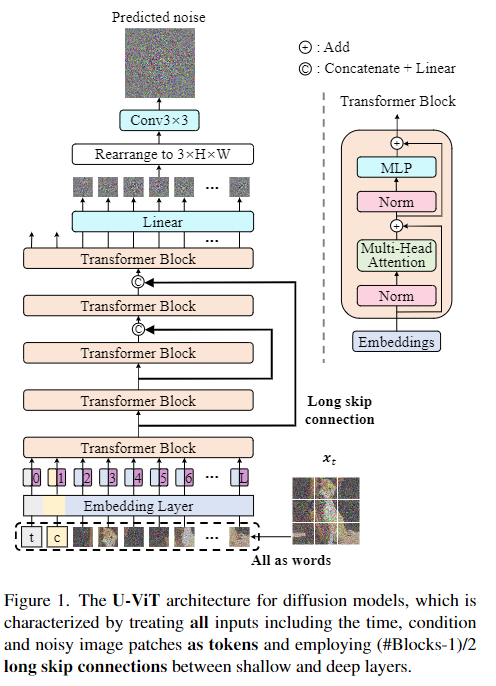 Predicted noise
+ : Add
C : Concatenate + Linear
Conv3×3
Rearrange to 3×H×W
...
Linear
...
Transformer Block
C
Transformer Block
C
Transformer Block
Transformer Block
Long skip
connection
Transformer Block
0 1 2 3 4 5 6 ... L
Embedding Layer
t c ...
All as words
x_t
Transformer Block
+
MLP
Norm
+
Multi-Head
Attention
Norm
Embeddings
Figure 1. The U-ViT architecture for diffusion models, which is
characterized by treating all inputs including the time, condition
and noisy image patches as tokens and employing (#Blocks-1)/2
long skip connections between shallow and deep layers.